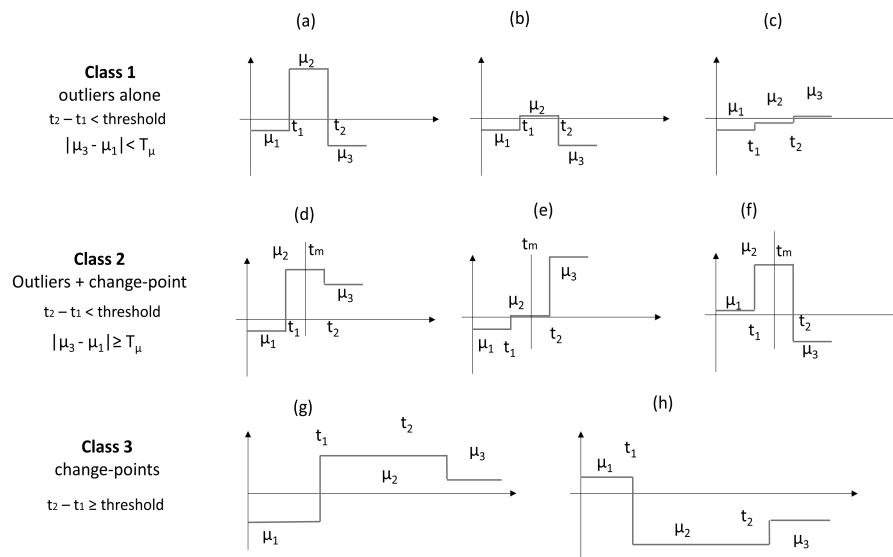 (a)
(b)
(c)
Class 1
outliers alone
t₂ – t₁ < threshold
|μ₃ - μ₁| < Tμ
μ₂
μ₁
t₁
t₂
μ₃
μ₂
μ₁
t₁
t₂
μ₃
μ₁
μ₂
μ₃
t₁
t₂
(d)
(e)
(f)
Class 2
Outliers + change-point
t₂ – t₁ < threshold
|μ₃ - μ₁| ≥ Tμ
μ₂
tm
μ₃
μ₁
t₁
t₂
tm
μ₃
μ₂
μ₁
t₁
t₂
μ₂
tm
μ₁
t₁
t₂
μ₃
(g)
(h)
Class 3
change-points
t₂ – t₁ ≥ threshold
t₁
t₂
μ₃
μ₂
μ₁
t₁
μ₁
μ₂
t₂
μ₃